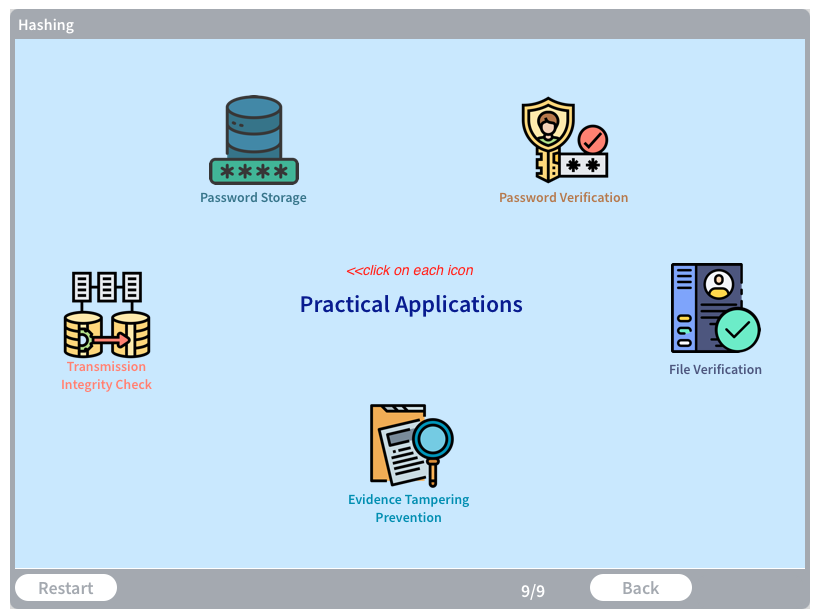 Hashing
****
Password Storage
**
Password Verification
<<click on each icon
Practical Applications
Transmission
Integrity Check
File Verification
Evidence Tampering
Prevention
Restart
9/9
Back